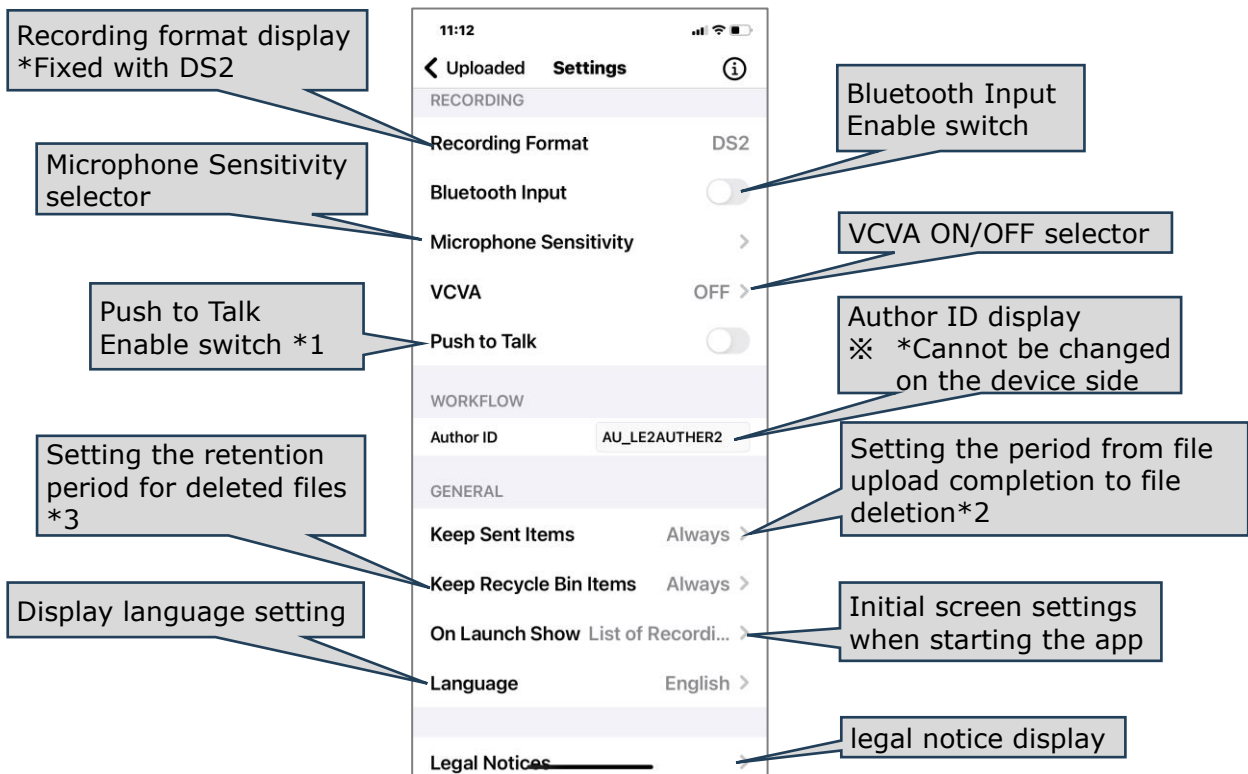 Recording format display
*Fixed with DS2
Microphone Sensitivity
selector
Push to Talk
Enable switch *1
Setting the retention
period for deleted files
*3
Display language setting
11:12
Uploaded Settings
RECORDING
Recording Format DS2
Bluetooth Input
Microphone Sensitivity
VCVA OFF
Push to Talk
WORKFLOW
Author ID AU_LE2AUTHER2
GENERAL
Keep Sent Items Always
Keep Recycle Bin Items Always
On Launch Show List of Recordi...
Language English
Legal Notices
Bluetooth Input
Enable switch
VCVA ON/OFF selector
Author ID display
※ *Cannot be changed
on the device side
Setting the period from file
upload completion to file
deletion*2
Initial screen settings
when starting the app
legal notice display